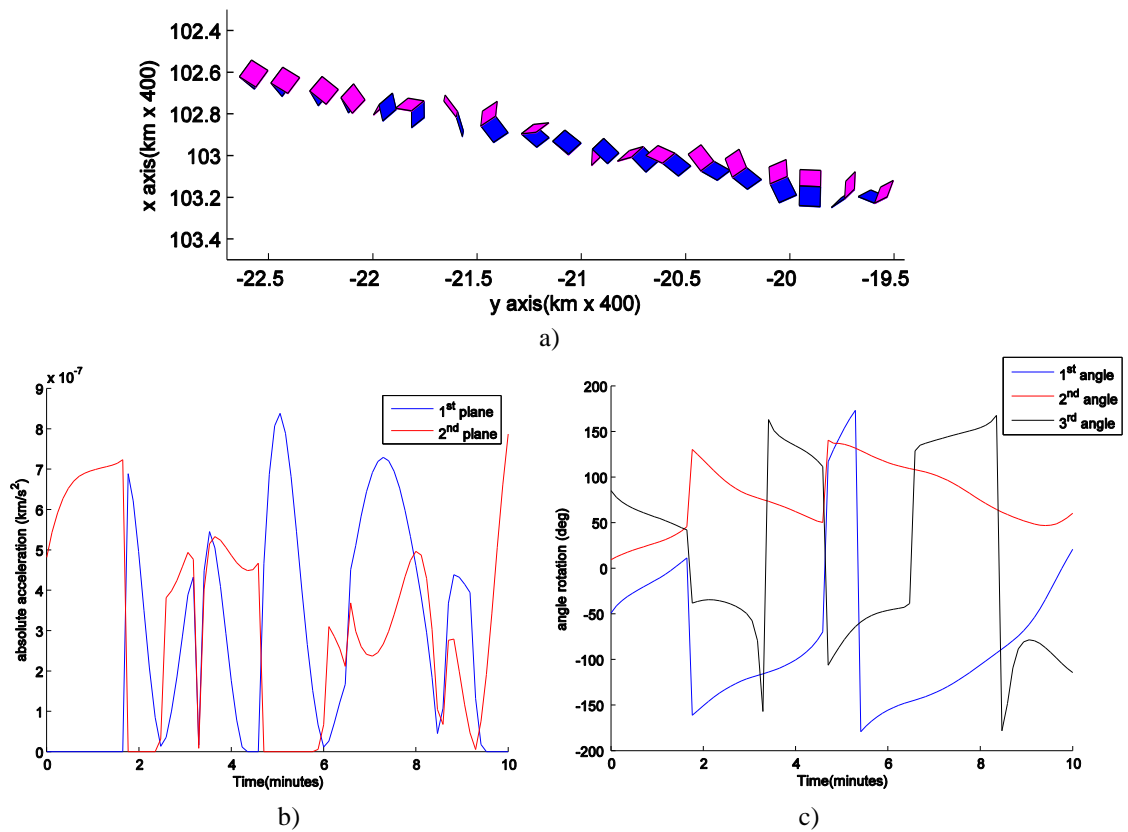 102.4
102.6
102.8
103
103.2
103.4
x axis(km x 400)
-22.5 -22 -21.5 -21 -20.5 -20 -19.5
y axis(km x 400)
a)
x 10⁻⁷
9
8
7
6
5
4
3
2
1
0
absolute acceleration (km/s²)
1ˢᵗ plane
2ⁿᵈ plane
0 2 4 6 8 10
Time(minutes)
b)
200
150
100
50
0
-50
-100
-150
-200
angle rotation (deg)
1ˢᵗ angle
2ⁿᵈ angle
3ʳᵈ angle
0 2 4 6 8 10
Time(minutes)
c)